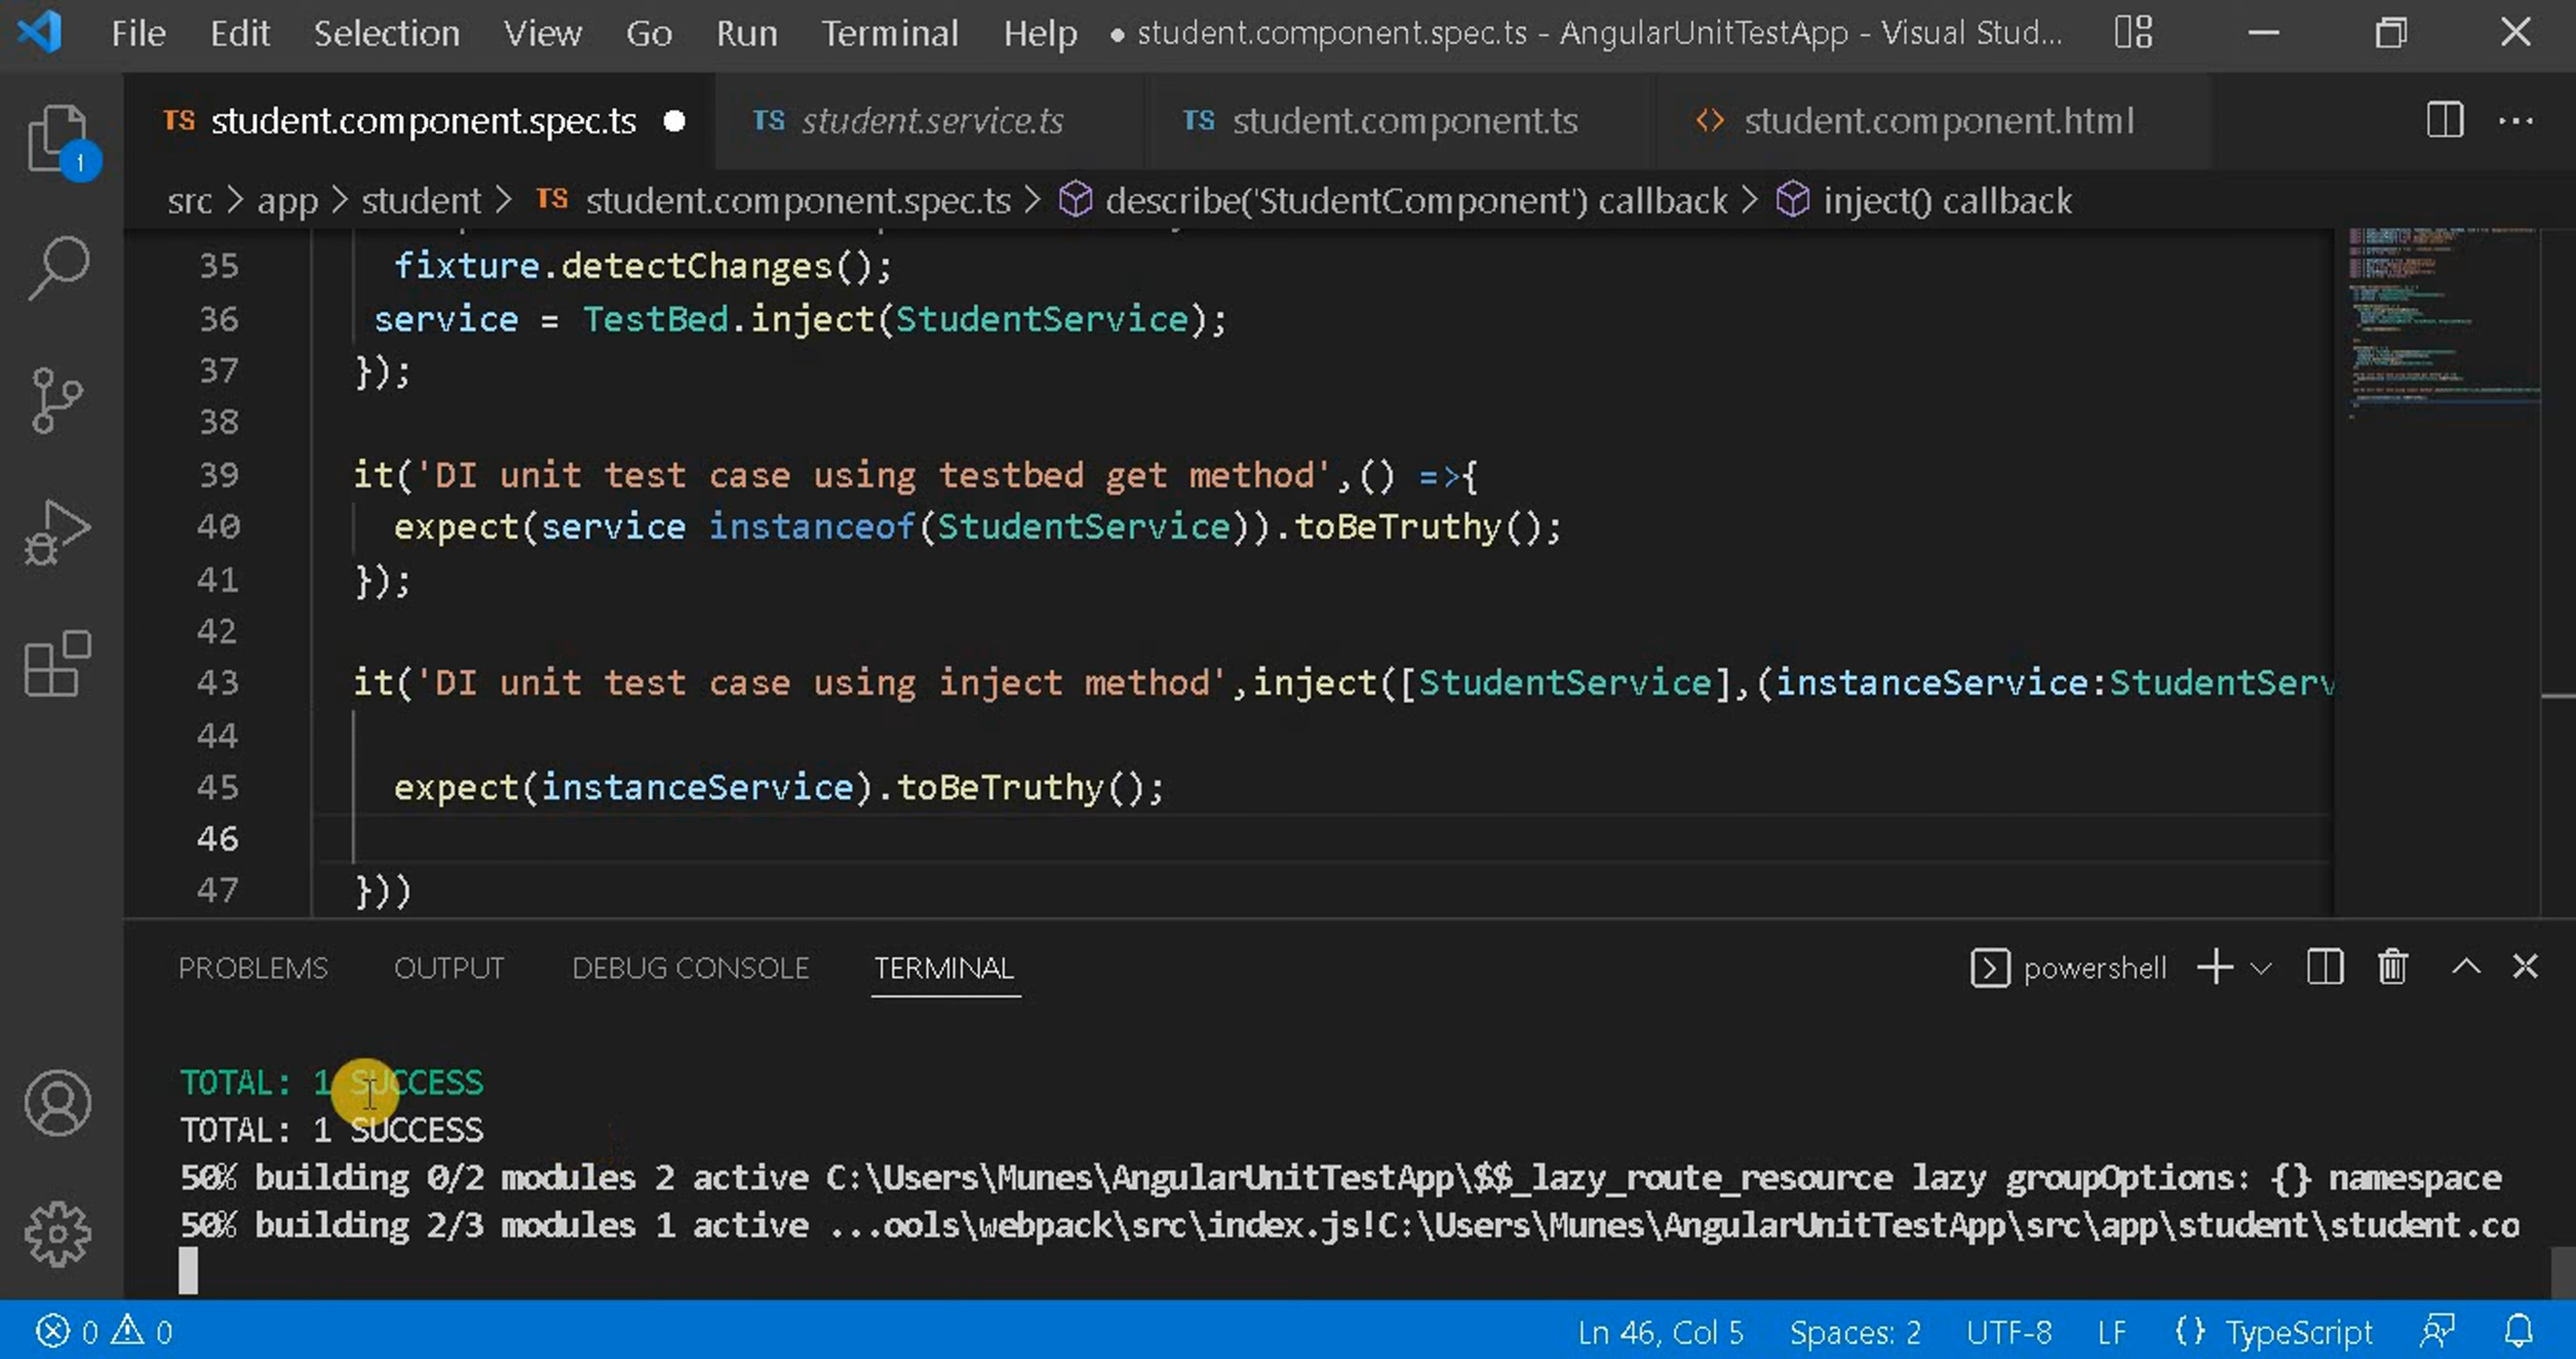 File Edit Selection View Go Run Terminal Help ● student.component.spec.ts - AngularUnitTestApp - Visual Stud...
TS student.component.spec.ts ● TS student.service.ts TS student.component.ts <> student.component.html ...
1
src > app > student > TS student.component.spec.ts > describe('StudentComponent') callback > inject() callback
35 fixture.detectChanges();
36 service = TestBed.inject(StudentService);
37 });
38
39 it('DI unit test case using testbed get method',() =>{
40 expect(service instanceof(StudentService)).toBeTruthy();
41 });
42
43 it('DI unit test case using inject method',inject([StudentService],(instanceService:StudentServ
44
45 expect(instanceService).toBeTruthy();
46
47 }))
PROBLEMS OUTPUT DEBUG CONSOLE TERMINAL powershell
TOTAL: 1 SUCCESS
TOTAL: 1 SUCCESS
50% building 0/2 modules 2 active C:\Users\Munes\AngularUnitTestApp\$$_lazy_route_resource lazy groupOptions: {} namespace
50% building 2/3 modules 1 active ...ools\webpack\src\index.js!C:\Users\Munes\AngularUnitTestApp\src\app\student\student.co
0 0 Ln 46, Col 5 Spaces: 2 UTF-8 LF {} TypeScript